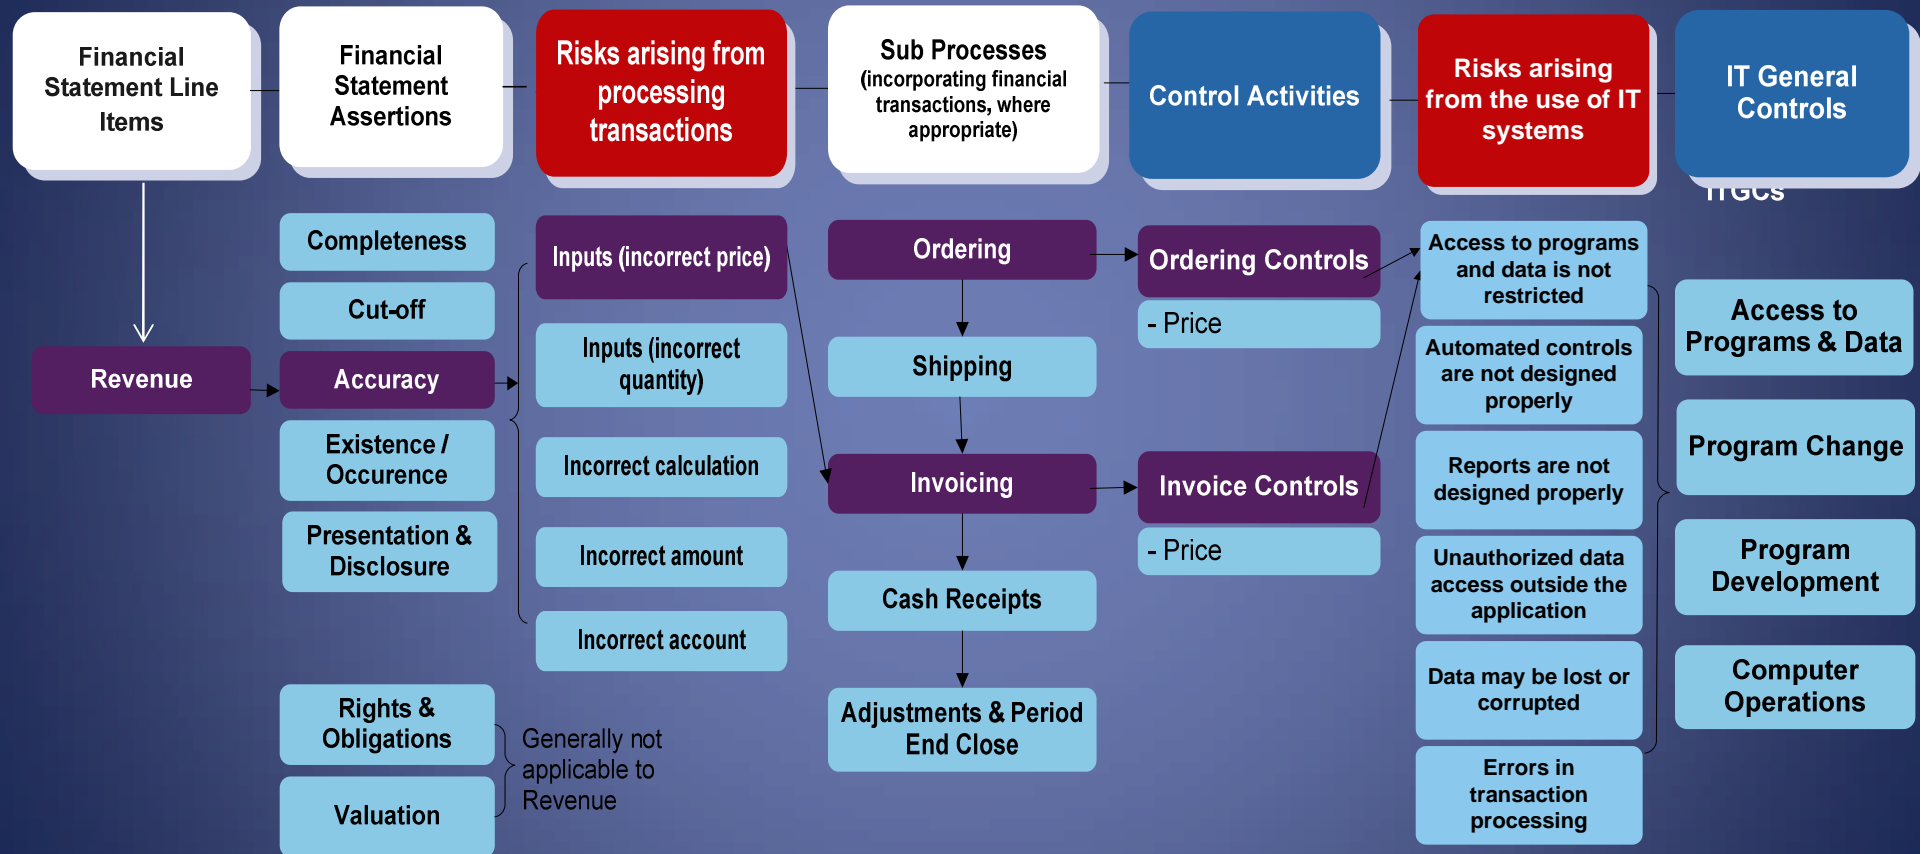 Financial
Statement Line
Items
Financial
Statement
Assertions
Risks arising from
processing
transactions
Sub Processes
(incorporating financial
transactions, where
appropriate)
Control Activities
Risks arising
from the use of IT
systems
IT General
Controls
ITGCs
Revenue
Completeness
Cut-off
Accuracy
Existence /
Occurence
Presentation &
Disclosure
Rights &
Obligations
Valuation
Generally not
applicable to
Revenue
Inputs (incorrect price)
Inputs (incorrect
quantity)
Incorrect calculation
Incorrect amount
Incorrect account
Ordering
Shipping
Invoicing
Cash Receipts
Adjustments & Period
End Close
Ordering Controls
- Price
Invoice Controls
- Price
Access to programs
and data is not
restricted
Automated controls
are not designed
properly
Reports are not
designed properly
Unauthorized data
access outside the
application
Data may be lost or
corrupted
Errors in
transaction
processing
Access to
Programs & Data
Program Change
Program
Development
Computer
Operations